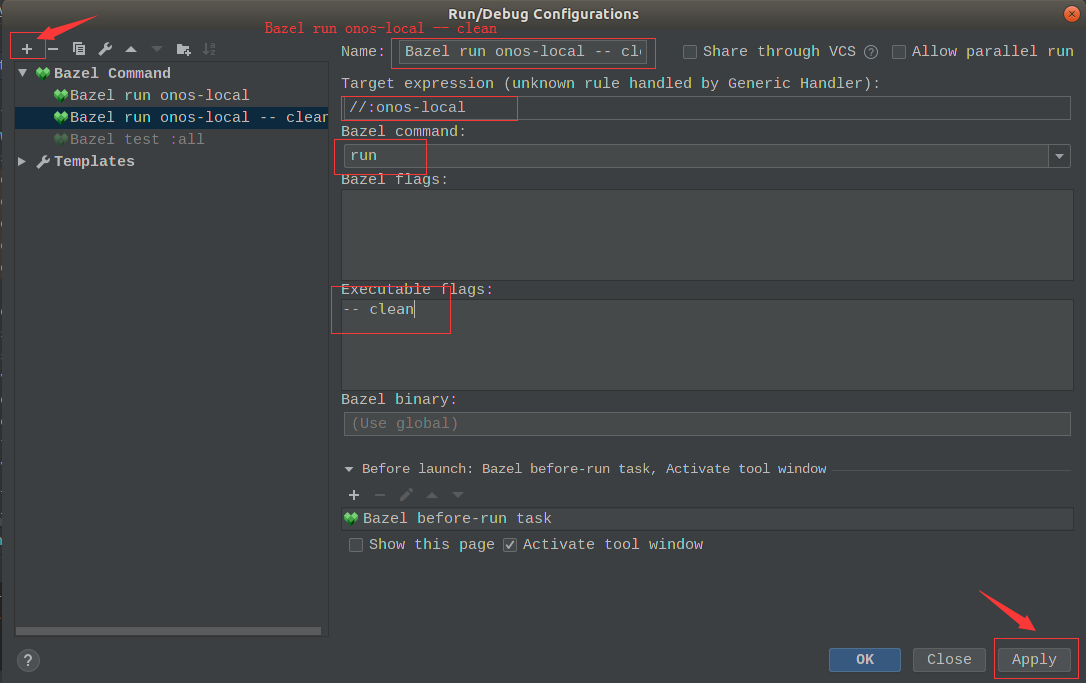 Run/Debug Configurations
Bazel run onos-local -- clean
Name: Bazel run onos-local -- cl
Share through VCS ? Allow parallel run
Bazel Command
Bazel run onos-local
Bazel run onos-local -- clean
Bazel test :all
Templates
Target expression (unknown rule handled by Generic Handler):
//:onos-local
Bazel command:
run
Bazel flags:
Executable flags:
-- clean
Bazel binary:
(Use global)
Before launch: Bazel before-run task, Activate tool window
Bazel before-run task
Show this page Activate tool window
? OK Close Apply